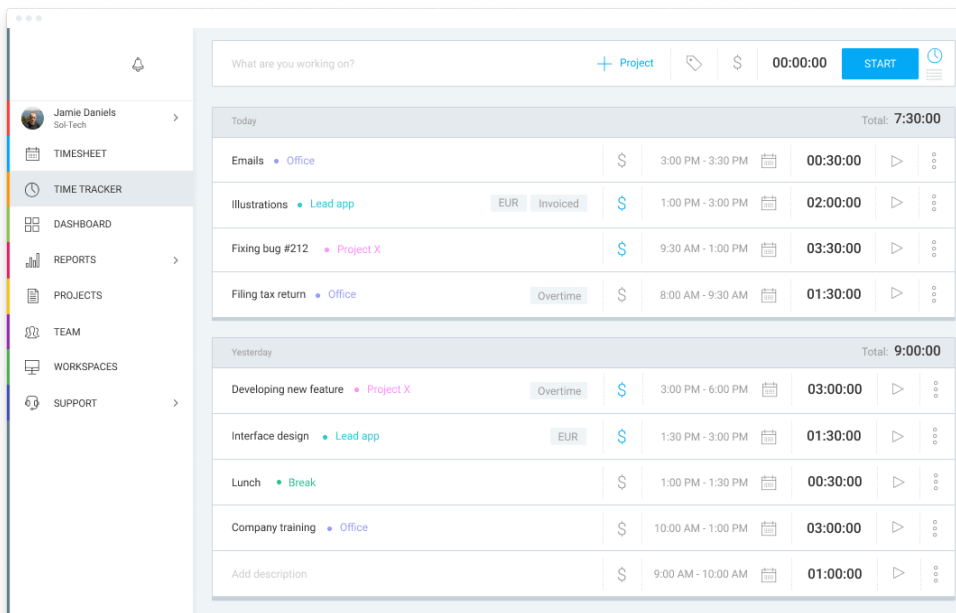 What are you working on?
Project
$
00:00:00
START
Jamie Daniels
Sol-Tech
TIMESHEET
TIME TRACKER
DASHBOARD
REPORTS
PROJECTS
TEAM
WORKSPACES
SUPPORT
Today Total: 7:30:00
Emails • Office $ 3:00 PM - 3:30 PM 00:30:00
Illustrations • Lead app EUR Invoiced $ 1:00 PM - 3:00 PM 02:00:00
Fixing bug #212 • Project X $ 9:30 AM - 1:00 PM 03:30:00
Filing tax return • Office Overtime $ 8:00 AM - 9:30 AM 01:30:00
Yesterday Total: 9:00:00
Developing new feature • Project X Overtime $ 3:00 PM - 6:00 PM 03:00:00
Interface design • Lead app EUR $ 1:30 PM - 3:00 PM 01:30:00
Lunch • Break $ 1:00 PM - 1:30 PM 00:30:00
Company training • Office $ 10:00 AM - 1:00 PM 03:00:00
Add description $ 9:00 AM - 10:00 AM 01:00:00